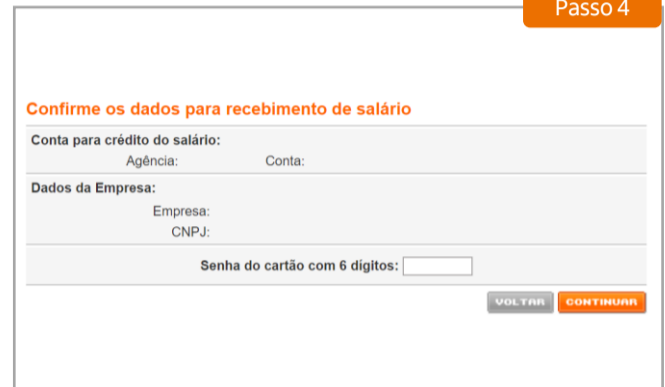 Passo 4
Confirme os dados para recebimento de salário
Conta para crédito do salário:
Agência: Conta:
Dados da Empresa:
Empresa:
CNPJ:
Senha do cartão com 6 dígitos:
VOLTAR CONTINUAR